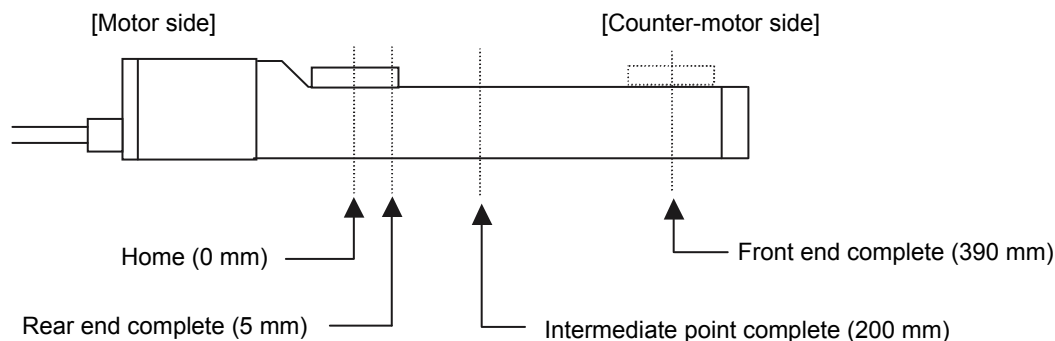 [Motor side]
[Counter-motor side]
Home (0 mm)
Front end complete (390 mm)
Rear end complete (5 mm)
Intermediate point complete (200 mm)